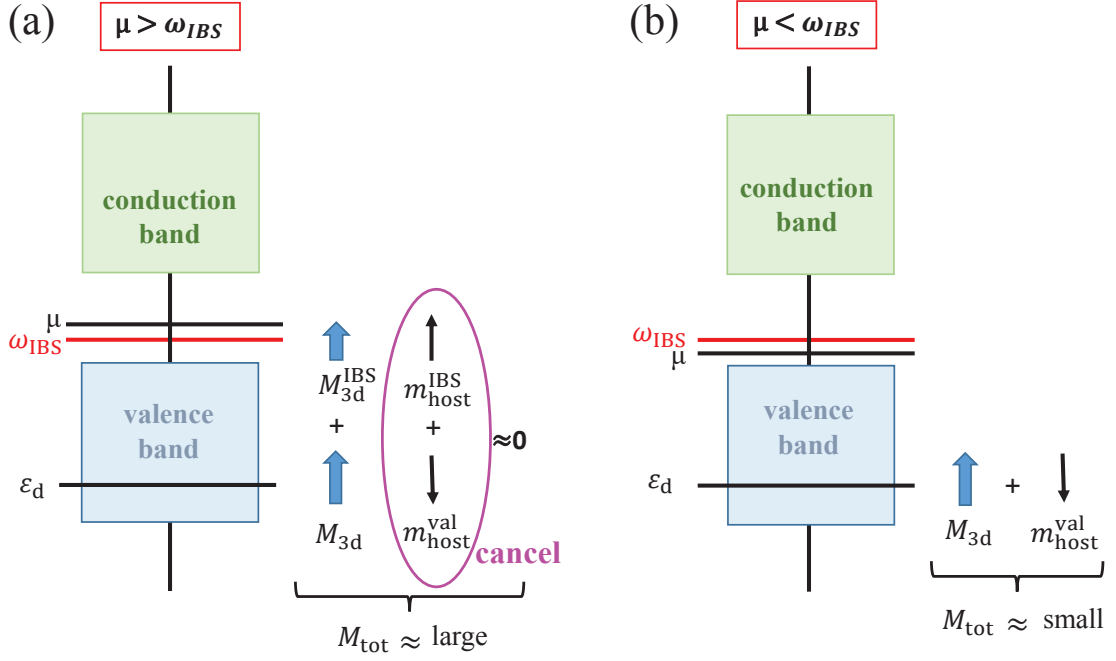 (a)
μ > ω_IBS
conduction
band
μ
ω_IBS
valence
band
ε_d
M_3d^IBS
+
M_3d
m_host^IBS
+
m_host^val
≈0
cancel
M_tot ≈ large
(b)
μ < ω_IBS
conduction
band
ω_IBS
μ
valence
band
ε_d
+
M_3d m_host^val
M_tot ≈ small